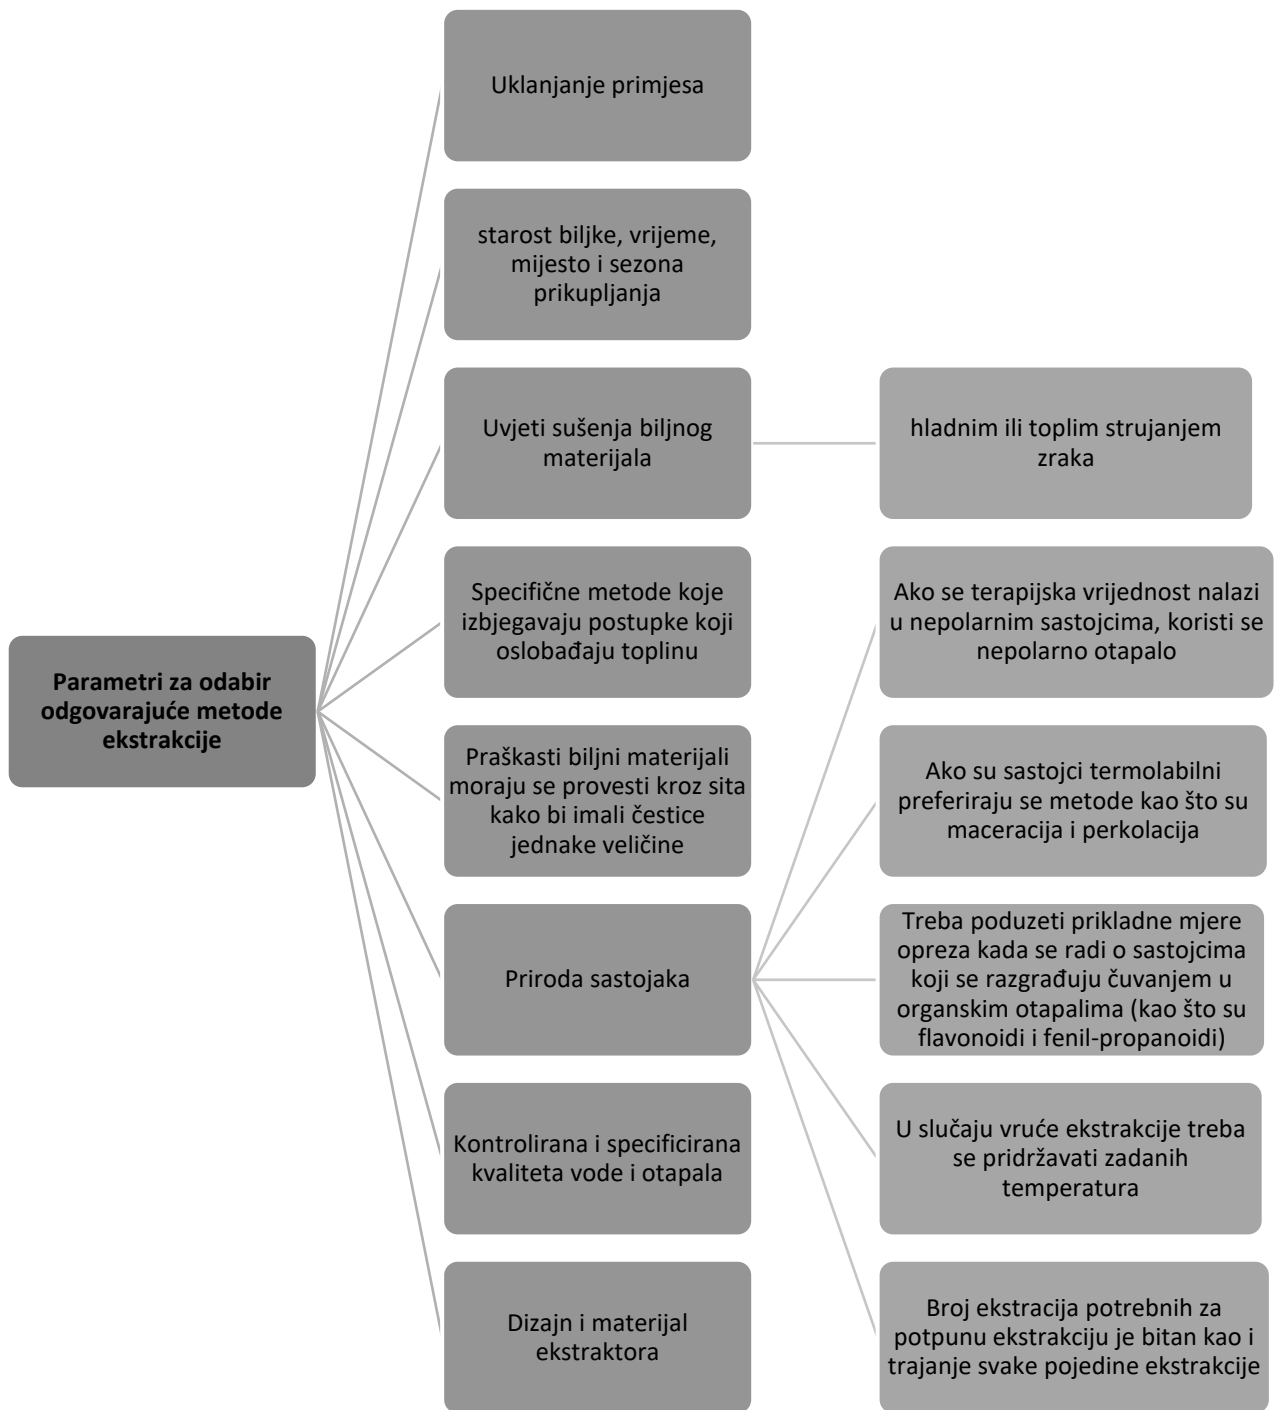 Parametri za odabir
odgovarajuće metode
ekstrakcije
Uklanjanje primjesa
starost biljke, vrijeme,
mijesto i sezona
prikupljanja
Uvjeti sušenja biljnog
materijala
hladnim ili toplim strujanjem
zraka
Specifične metode koje
izbjegavaju postupke koji
oslobađaju toplinu
Praškasti biljni materijali
moraju se provesti kroz sita
kako bi imali čestice
jednake veličine
Priroda sastojaka
Ako se terapijska vrijednost nalazi
u nepolarnim sastojcima, koristi se
nepolarno otapalo
Ako su sastojci termolabilni
preferiraju se metode kao što su
maceracija i perkolacija
Treba poduzeti prikladne mjere
opreza kada se radi o sastojcima
koji se razgrađuju čuvanjem u
organskim otapalima (kao što su
flavonoidi i fenil-propanoidi)
U slučaju vruće ekstrakcije treba
se pridržavati zadanih
temperatura
Broj ekstracija potrebnih za
potpunu ekstrakciju je bitan kao i
trajanje svake pojedine ekstrakcije
Kontrolirana i specificirana
kvaliteta vode i otapala
Dizajn i materijal
ekstraktora